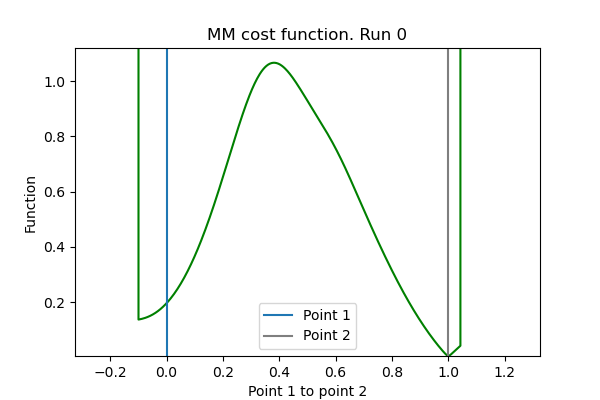 MM cost function. Run 0
Function
1.0
0.8
0.6
0.4
0.2
Point 1
Point 2
−0.2 0.0 0.2 0.4 0.6 0.8 1.0 1.2
Point 1 to point 2